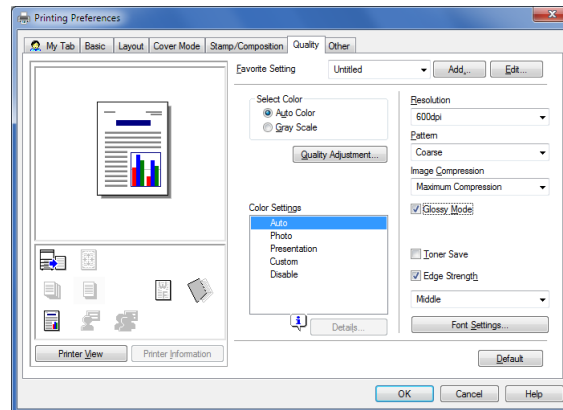 Printing Preferences
My Tab Basic Layout Cover Mode Stamp/Composition Quality Other
Favorite Setting Untitled Add... Edit...
Select Color
Auto Color
Gray Scale
Quality Adjustment...
Color Settings
Auto
Photo
Presentation
Custom
Disable
Details...
Resolution
600dpi
Pattern
Coarse
Image Compression
Maximum Compression
Glossy Mode
Toner Save
Edge Strength
Middle
Font Settings...
Printer View Printer Information
Default
OK Cancel Help